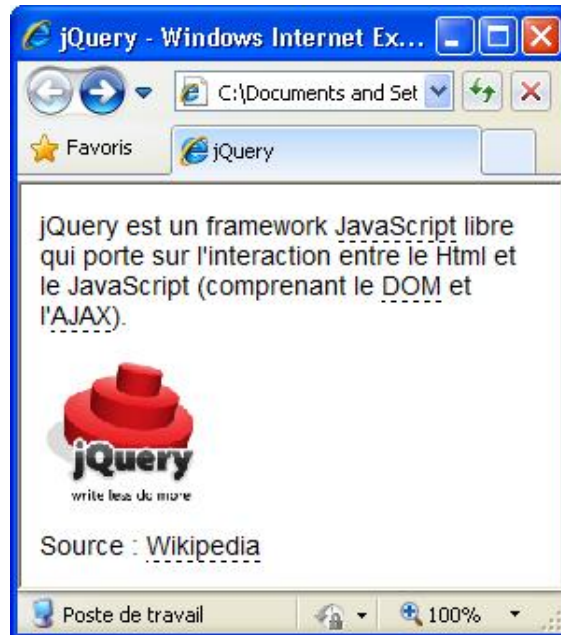 jQuery - Windows Internet Ex...
C:\Documents and Set
Favoris
jQuery
jQuery est un framework JavaScript libre
qui porte sur l'interaction entre le Html et
le JavaScript (comprenant le DOM et
l'AJAX).
jQuery
write less do more
Source : Wikipedia
Poste de travail
100%